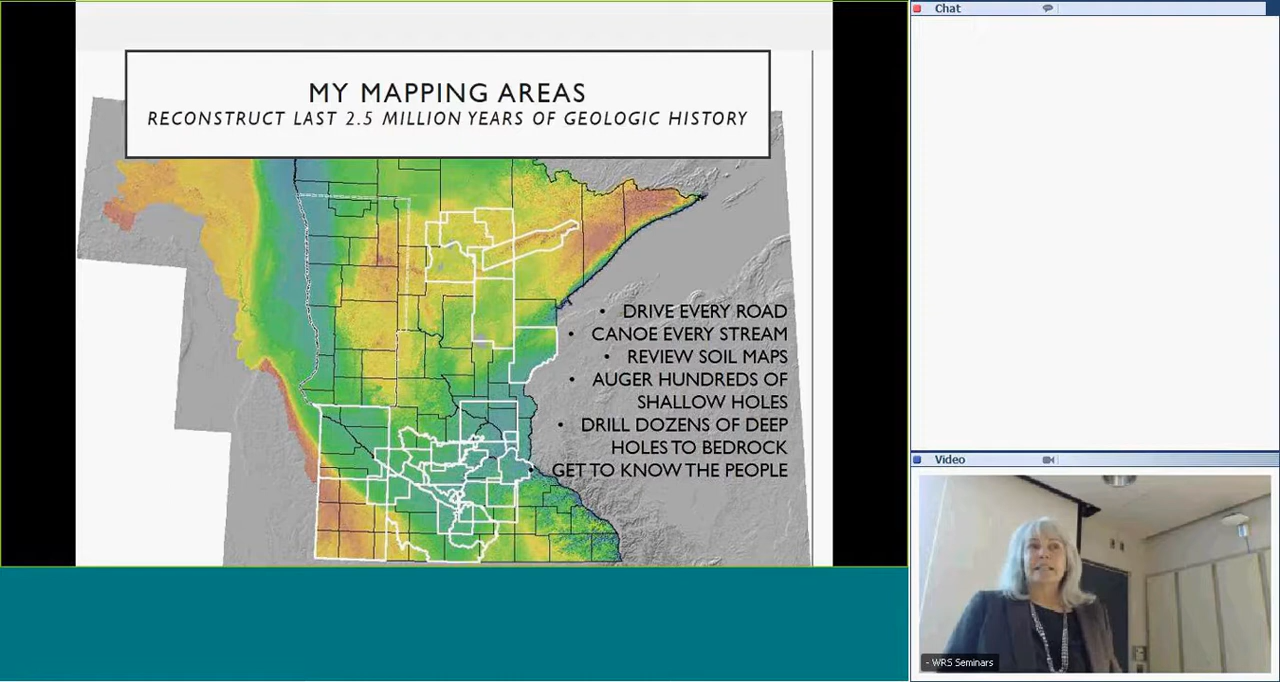 MY MAPPING AREAS
RECONSTRUCT LAST 2.5 MILLION YEARS OF GEOLOGIC HISTORY
• DRIVE EVERY ROAD
• CANOE EVERY STREAM
• REVIEW SOIL MAPS
• AUGER HUNDREDS OF
SHALLOW HOLES
• DRILL DOZENS OF DEEP
HOLES TO BEDROCK
• GET TO KNOW THE PEOPLE
Chat
Video
- WRS Seminars